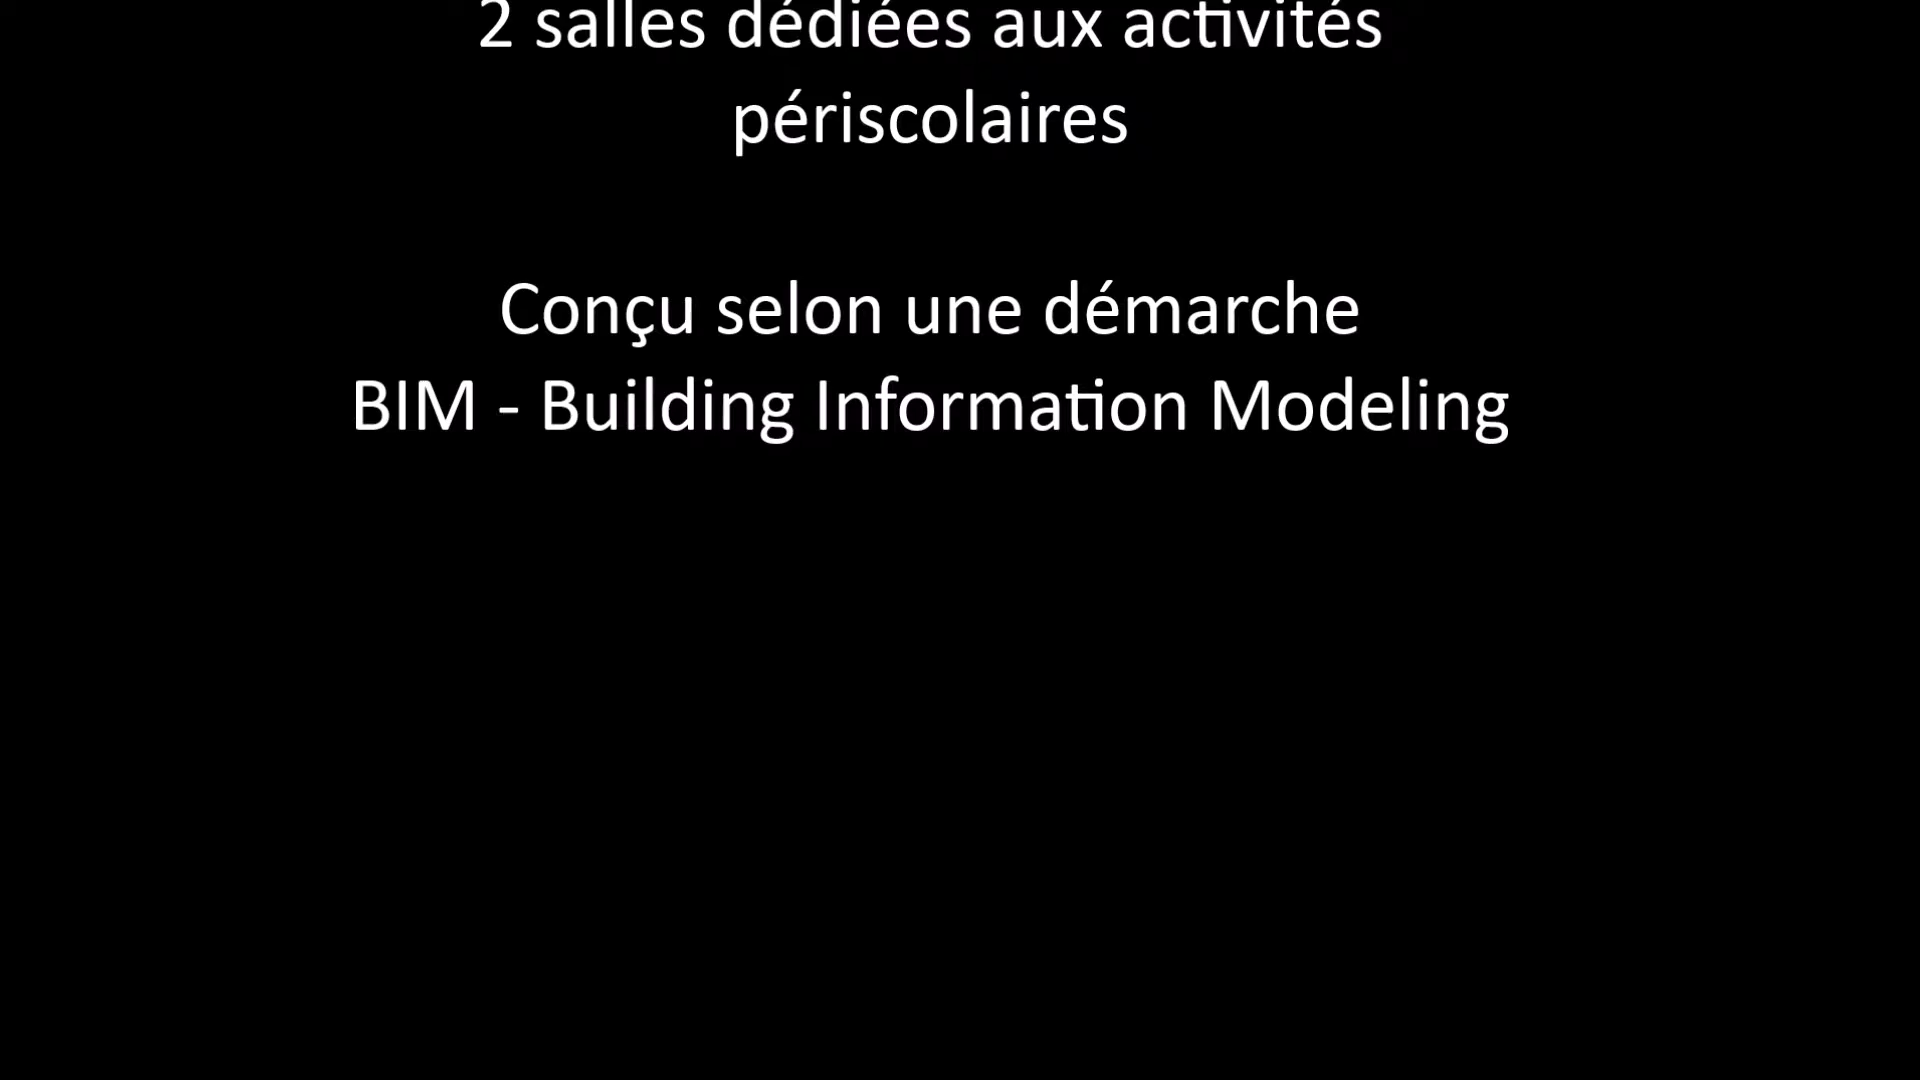 2 salles dédiées aux activités
périscolaires
Conçu selon une démarche
BIM - Building Information Modeling